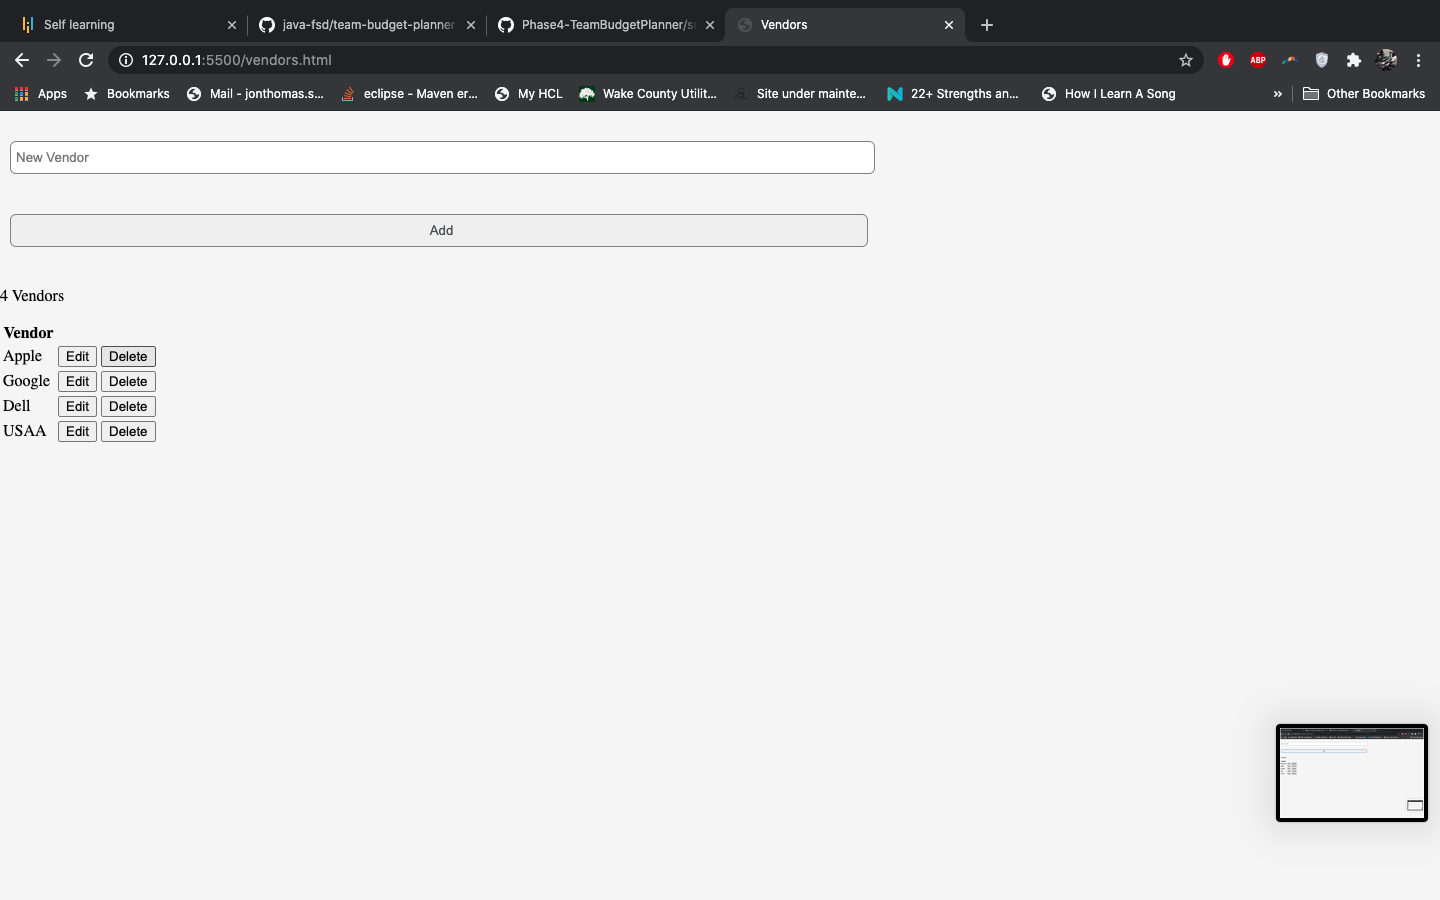 Self learning
java-fsd/team-budget-planner
Phase4-TeamBudgetPlanner/s
Vendors
127.0.0.1:5500/vendors.html
ABP
Apps
Bookmarks
Mail - jonthomas.s...
eclipse - Maven er...
My HCL
Wake County Utilit...
Site under mainte...
22+ Strengths an...
How I Learn A Song
»
Other Bookmarks
New Vendor
Add
4 Vendors
Vendor
Apple Edit Delete
Google Edit Delete
Dell Edit Delete
USAA Edit Delete